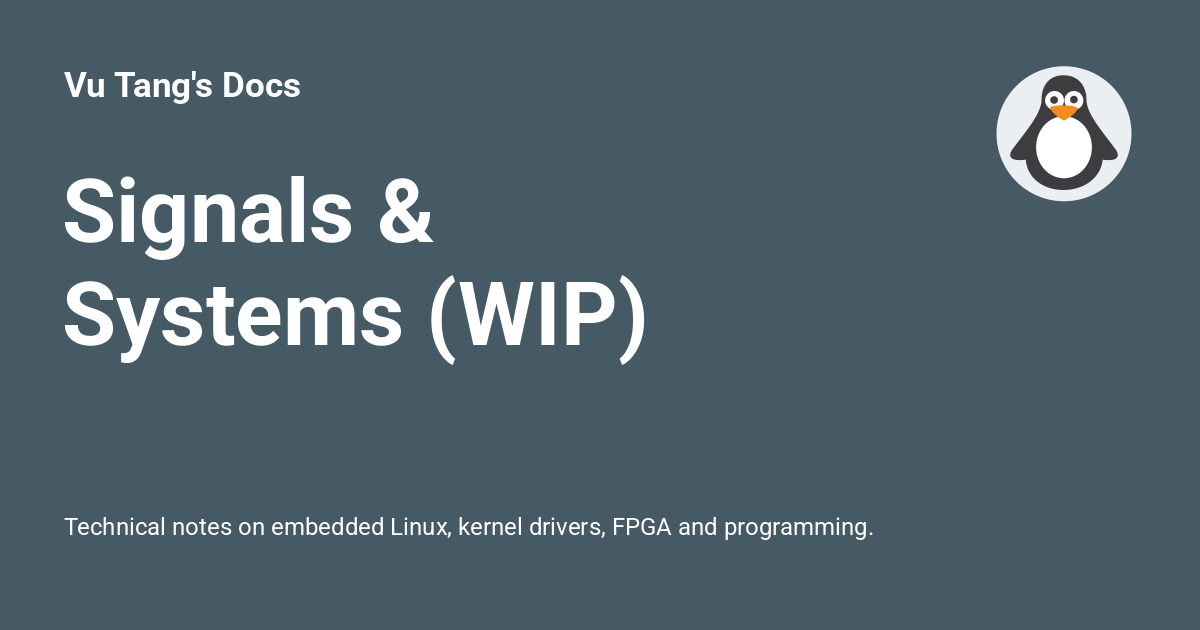 Vu Tang's Docs
Signals &
Systems (WIP)
Technical notes on embedded Linux, kernel drivers, FPGA and programming.